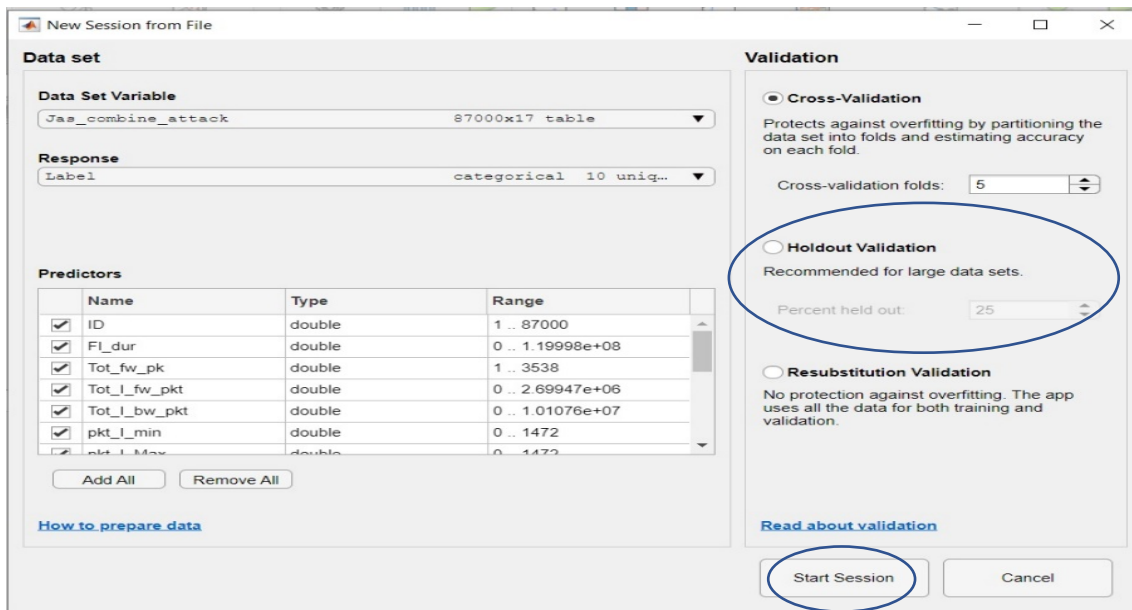 New Session from File
Data set
Data Set Variable
Jas_combine_attack 87000x17 table
Response
Label categorical 10 uniq...
Predictors
Name Type Range
ID double 1 .. 87000
Fl_dur double 0 .. 1.19998e+08
Tot_fw_pk double 1 .. 3538
Tot_l_fw_pkt double 0 .. 2.69947e+06
Tot_l_bw_pkt double 0 .. 1.01076e+07
pkt_l_min double 0 .. 1472
pkt_l_Max double 0 .. 1472
Add All Remove All
How to prepare data
Validation
Cross-Validation
Protects against overfitting by partitioning the
data set into folds and estimating accuracy
on each fold.
Cross-validation folds: 5
Holdout Validation
Recommended for large data sets.
Percent held out: 25
Resubstitution Validation
No protection against overfitting. The app
uses all the data for both training and
validation.
Read about validation
Start Session Cancel